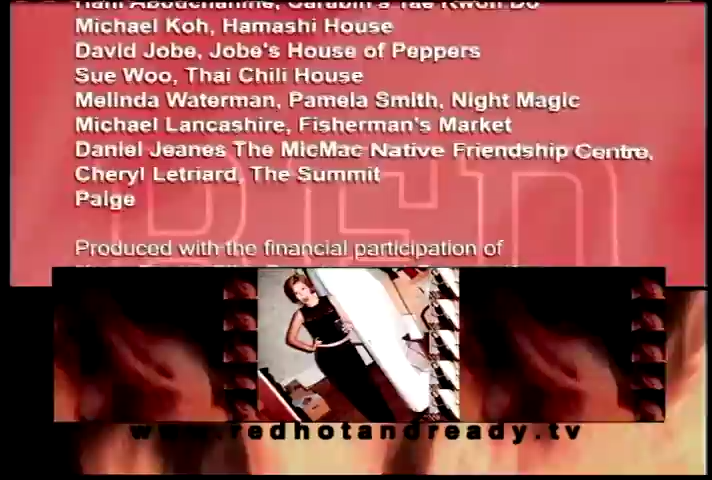 Michael Koh, Hamashi House
David Jobe, Jobe's House of Peppers
Sue Woo, Thai Chili House
Melinda Waterman, Pamela Smith, Night Magic
Michael Lancashire, Fisherman's Market
Daniel Jeanes The MicMac Native Friendship Centre,
Cheryl Letriard, The Summit
Paige
RED
Produced with the financial participation of
www.redhotandready.tv